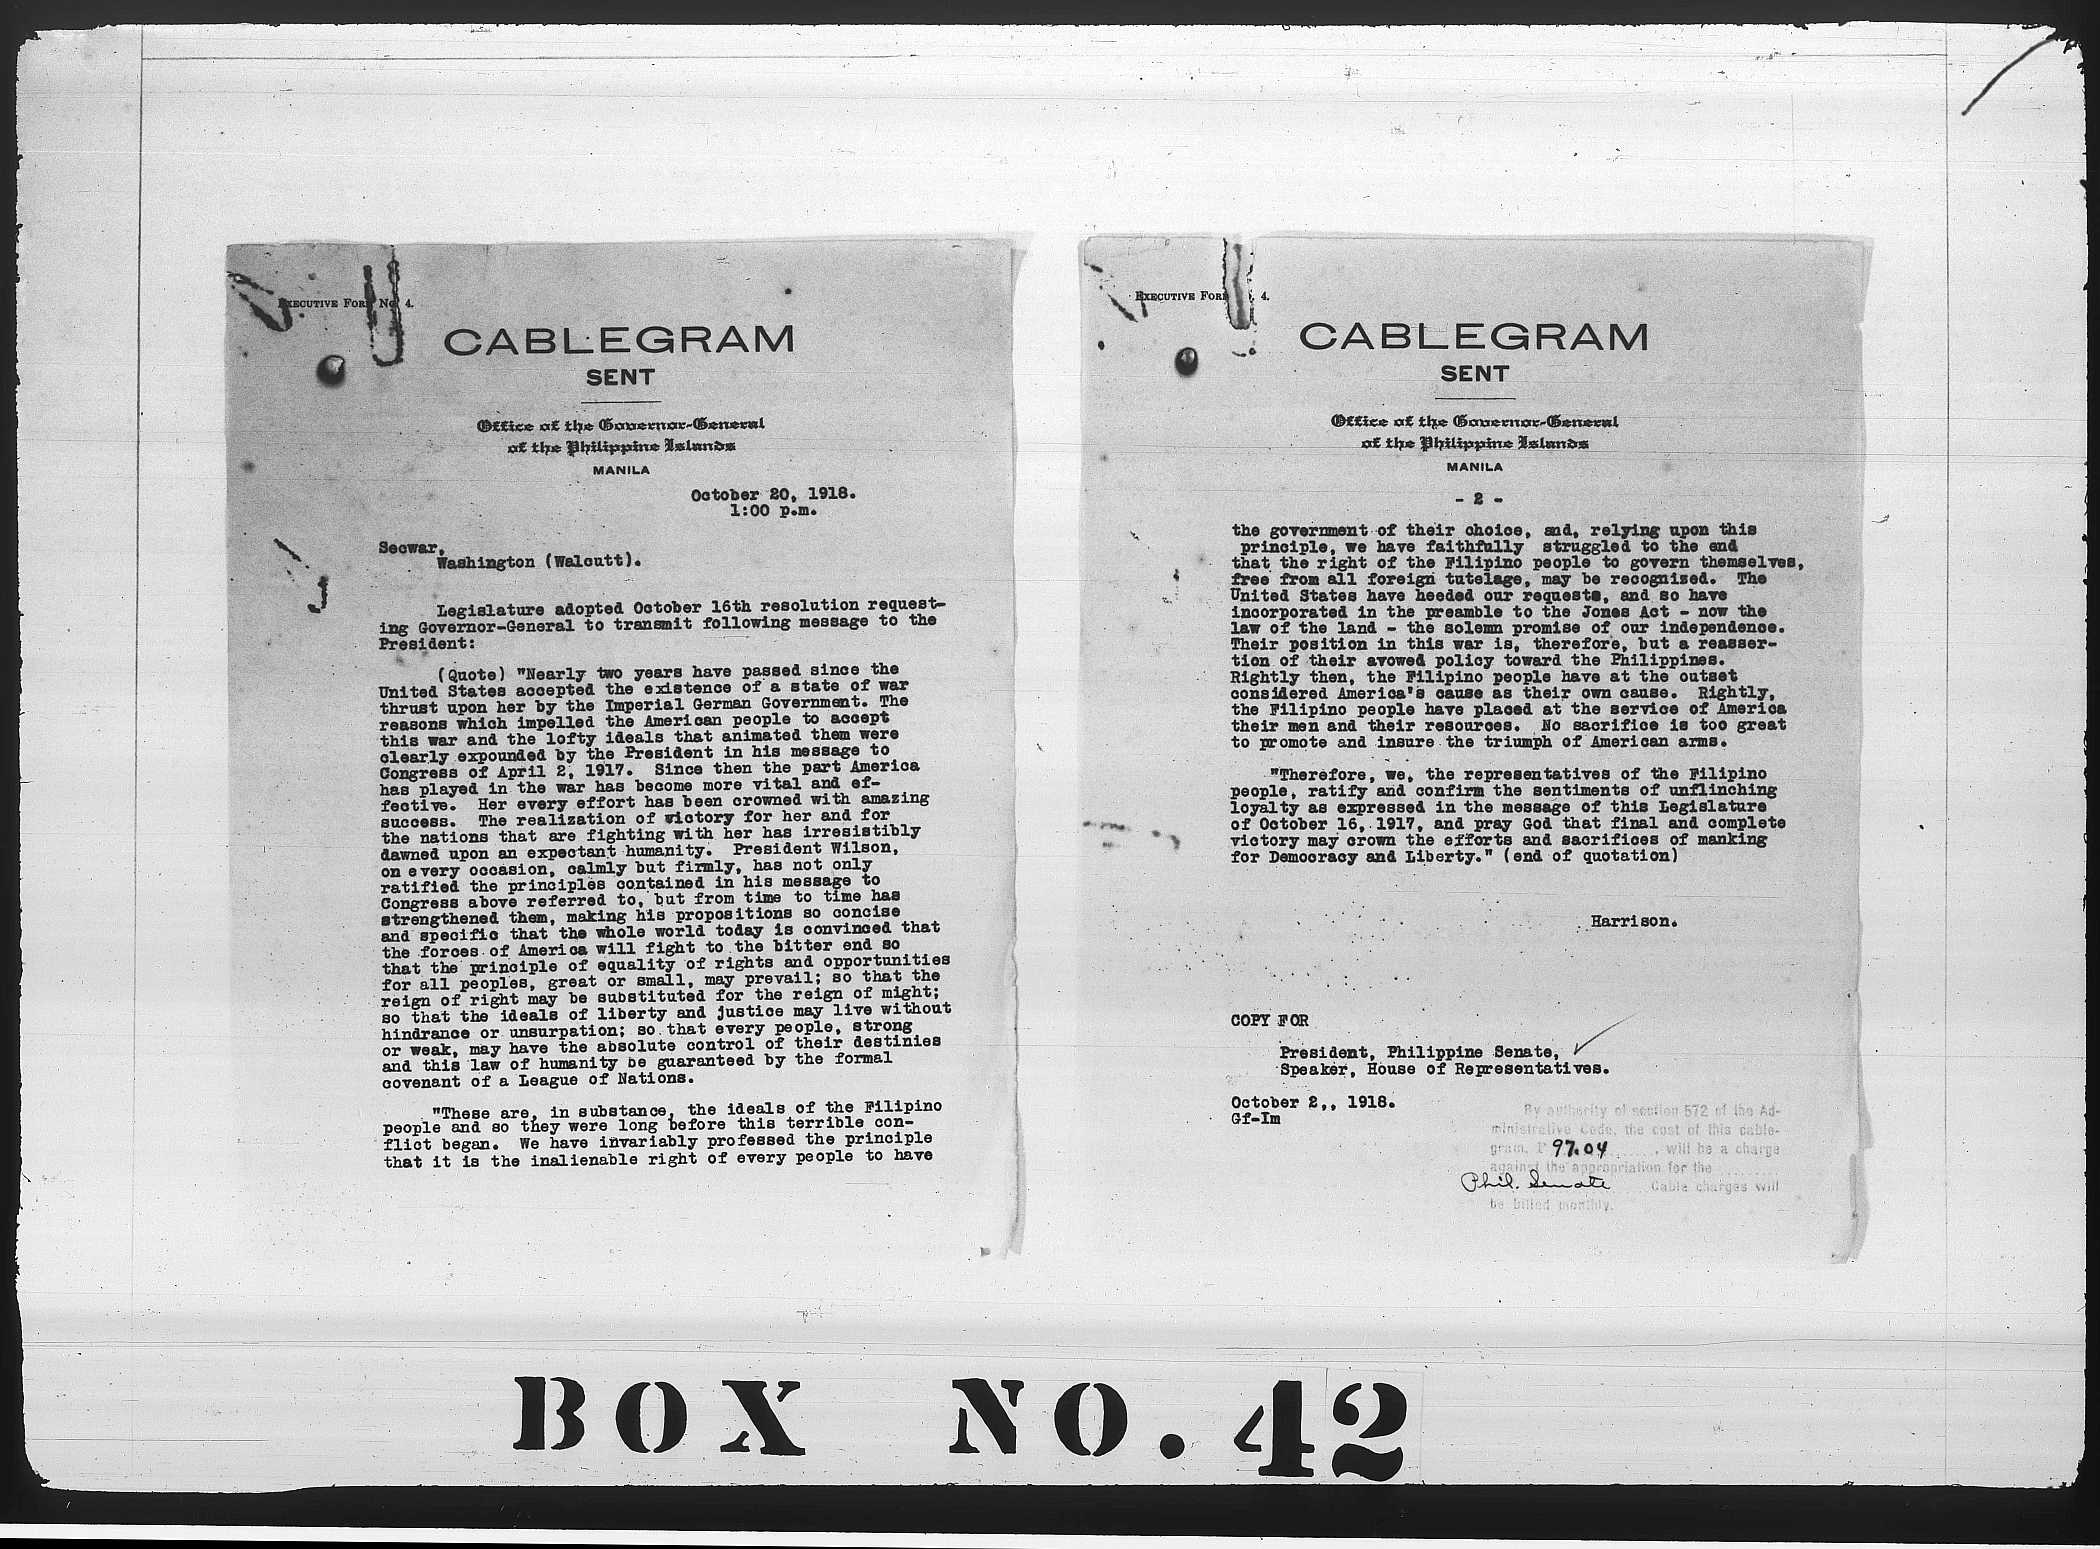 EXECUTIVE FORM No. 4.
CABLEGRAM
SENT
Office of the Governor-General
of the Philippine Islands
MANILA
October 20, 1918.
1:00 p.m.
Secwar,
Washington (Walcutt).
Legislature adopted October 16th resolution request-
ing Governor-General to transmit following message to the
President:
(Quote) "Nearly two years have passed since the
United States accepted the existence of a state of war
thrust upon her by the Imperial German Government. The
reasons which impelled the American people to accept
this war and the lofty ideals that animated them were
clearly expounded by the President in his message to
Congress of April 2, 1917. Since then the part America
has played in the war has become more vital and ef-
fective. Her every effort has been crowned with amazing
success. The realization of victory for her and for
the nations that are fighting with her has irresistibly
dawned upon an expectant humanity. President Wilson,
on every occasion, calmly but firmly, has not only
ratified the principles contained in his message to
Congress above referred to, but from time to time has
strengthened them, making his propositions so concise
and specific that the whole world today is convinced that
the forces of America will fight to the bitter end so
that the principle of equality of rights and opportunities
for all peoples, great or small, may prevail; so that the
reign of right may be substituted for the reign of might;
so that the ideals of liberty and justice may live without
hindrance or unsurpation; so that every people, strong
or weak, may have the absolute control of their destinies
and this law of humanity be guaranteed by the formal
covenant of a League of Nations.
"These are, in substance, the ideals of the Filipino
people and so they were long before this terrible con-
flict began. We have invariably professed the principle
that it is the inalienable right of every people to have
EXECUTIVE FORM 4.
CABLEGRAM
SENT
Office of the Governor-General
of the Philippine Islands
MANILA
- 2 -
the government of their choice, and, relying upon this
principle, we have faithfully struggled to the end
that the right of the Filipino people to govern themselves,
free from all foreign tutelage, may be recognized. The
United States have heeded our requests, and so have
incorporated in the preamble to the Jones Act - now the
law of the land - the solemn promise of our independence.
Their position in this war is, therefore, but a reasser-
tion of their avowed policy toward the Philippines.
Rightly then, the Filipino people have at the outset
considered America's cause as their own cause. Rightly,
the Filipino people have placed at the service of America
their men and their resources. No sacrifice is too great
to promote and insure the triumph of American arms.
"Therefore, we, the representatives of the Filipino
people, ratify and confirm the sentiments of unflinching
loyalty as expressed in the message of this Legislature
of October 16, 1917, and pray God that final and complete
victory may crown the efforts and sacrifices of manking
for Democracy and Liberty." (end of quotation)
Harrison.
COPY FOR
President, Philippine Senate,
Speaker, House of Representatives.
October 2,, 1918.
Gf-Im
By authority of section 572 of the Ad-
ministrative Code, the cost of this cable-
gram, P 97.04 , will be a charge
against the appropriation for the
Phil. Senate Cable charges will
be billed monthly.
BOX NO. 42